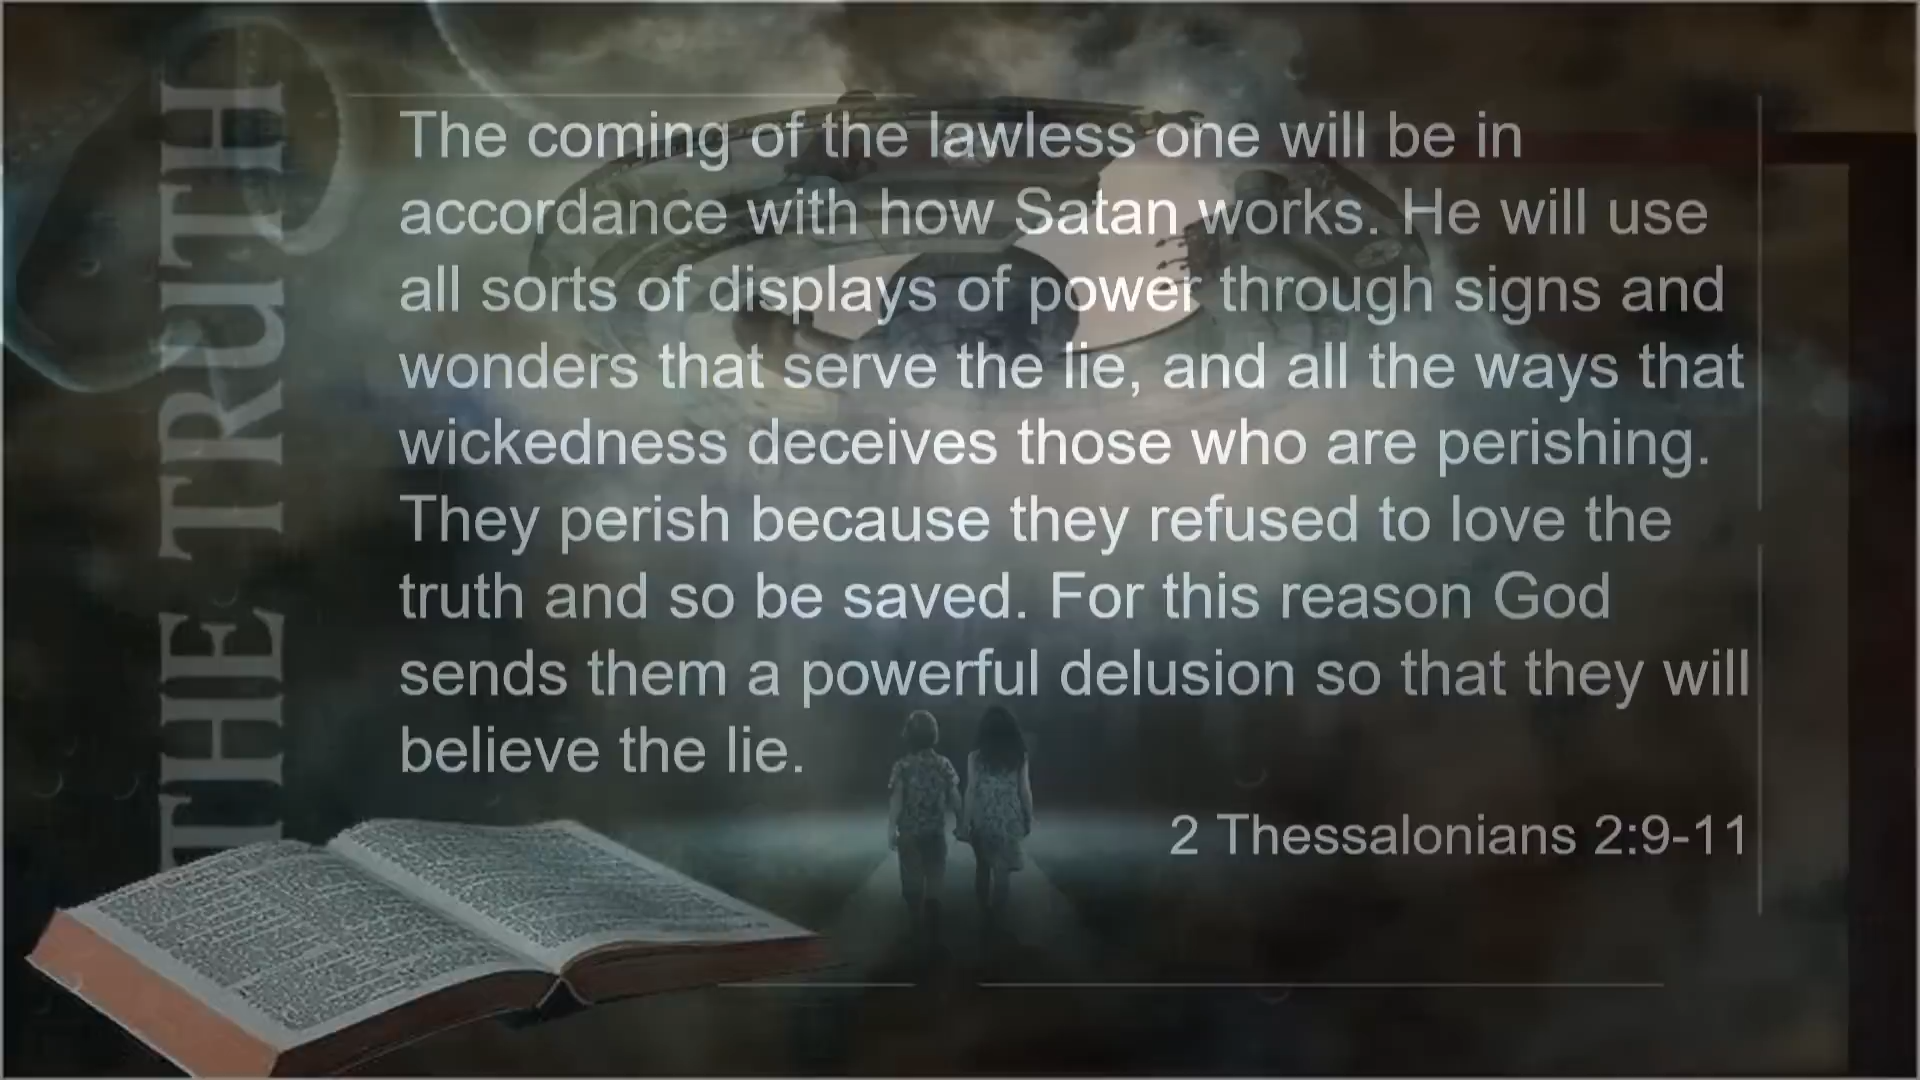 THE TRUTH
The coming of the lawless one will be in
accordance with how Satan works. He will use
all sorts of displays of power through signs and
wonders that serve the lie, and all the ways that
wickedness deceives those who are perishing.
They perish because they refused to love the
truth and so be saved. For this reason God
sends them a powerful delusion so that they will
believe the lie.
2 Thessalonians 2:9-11